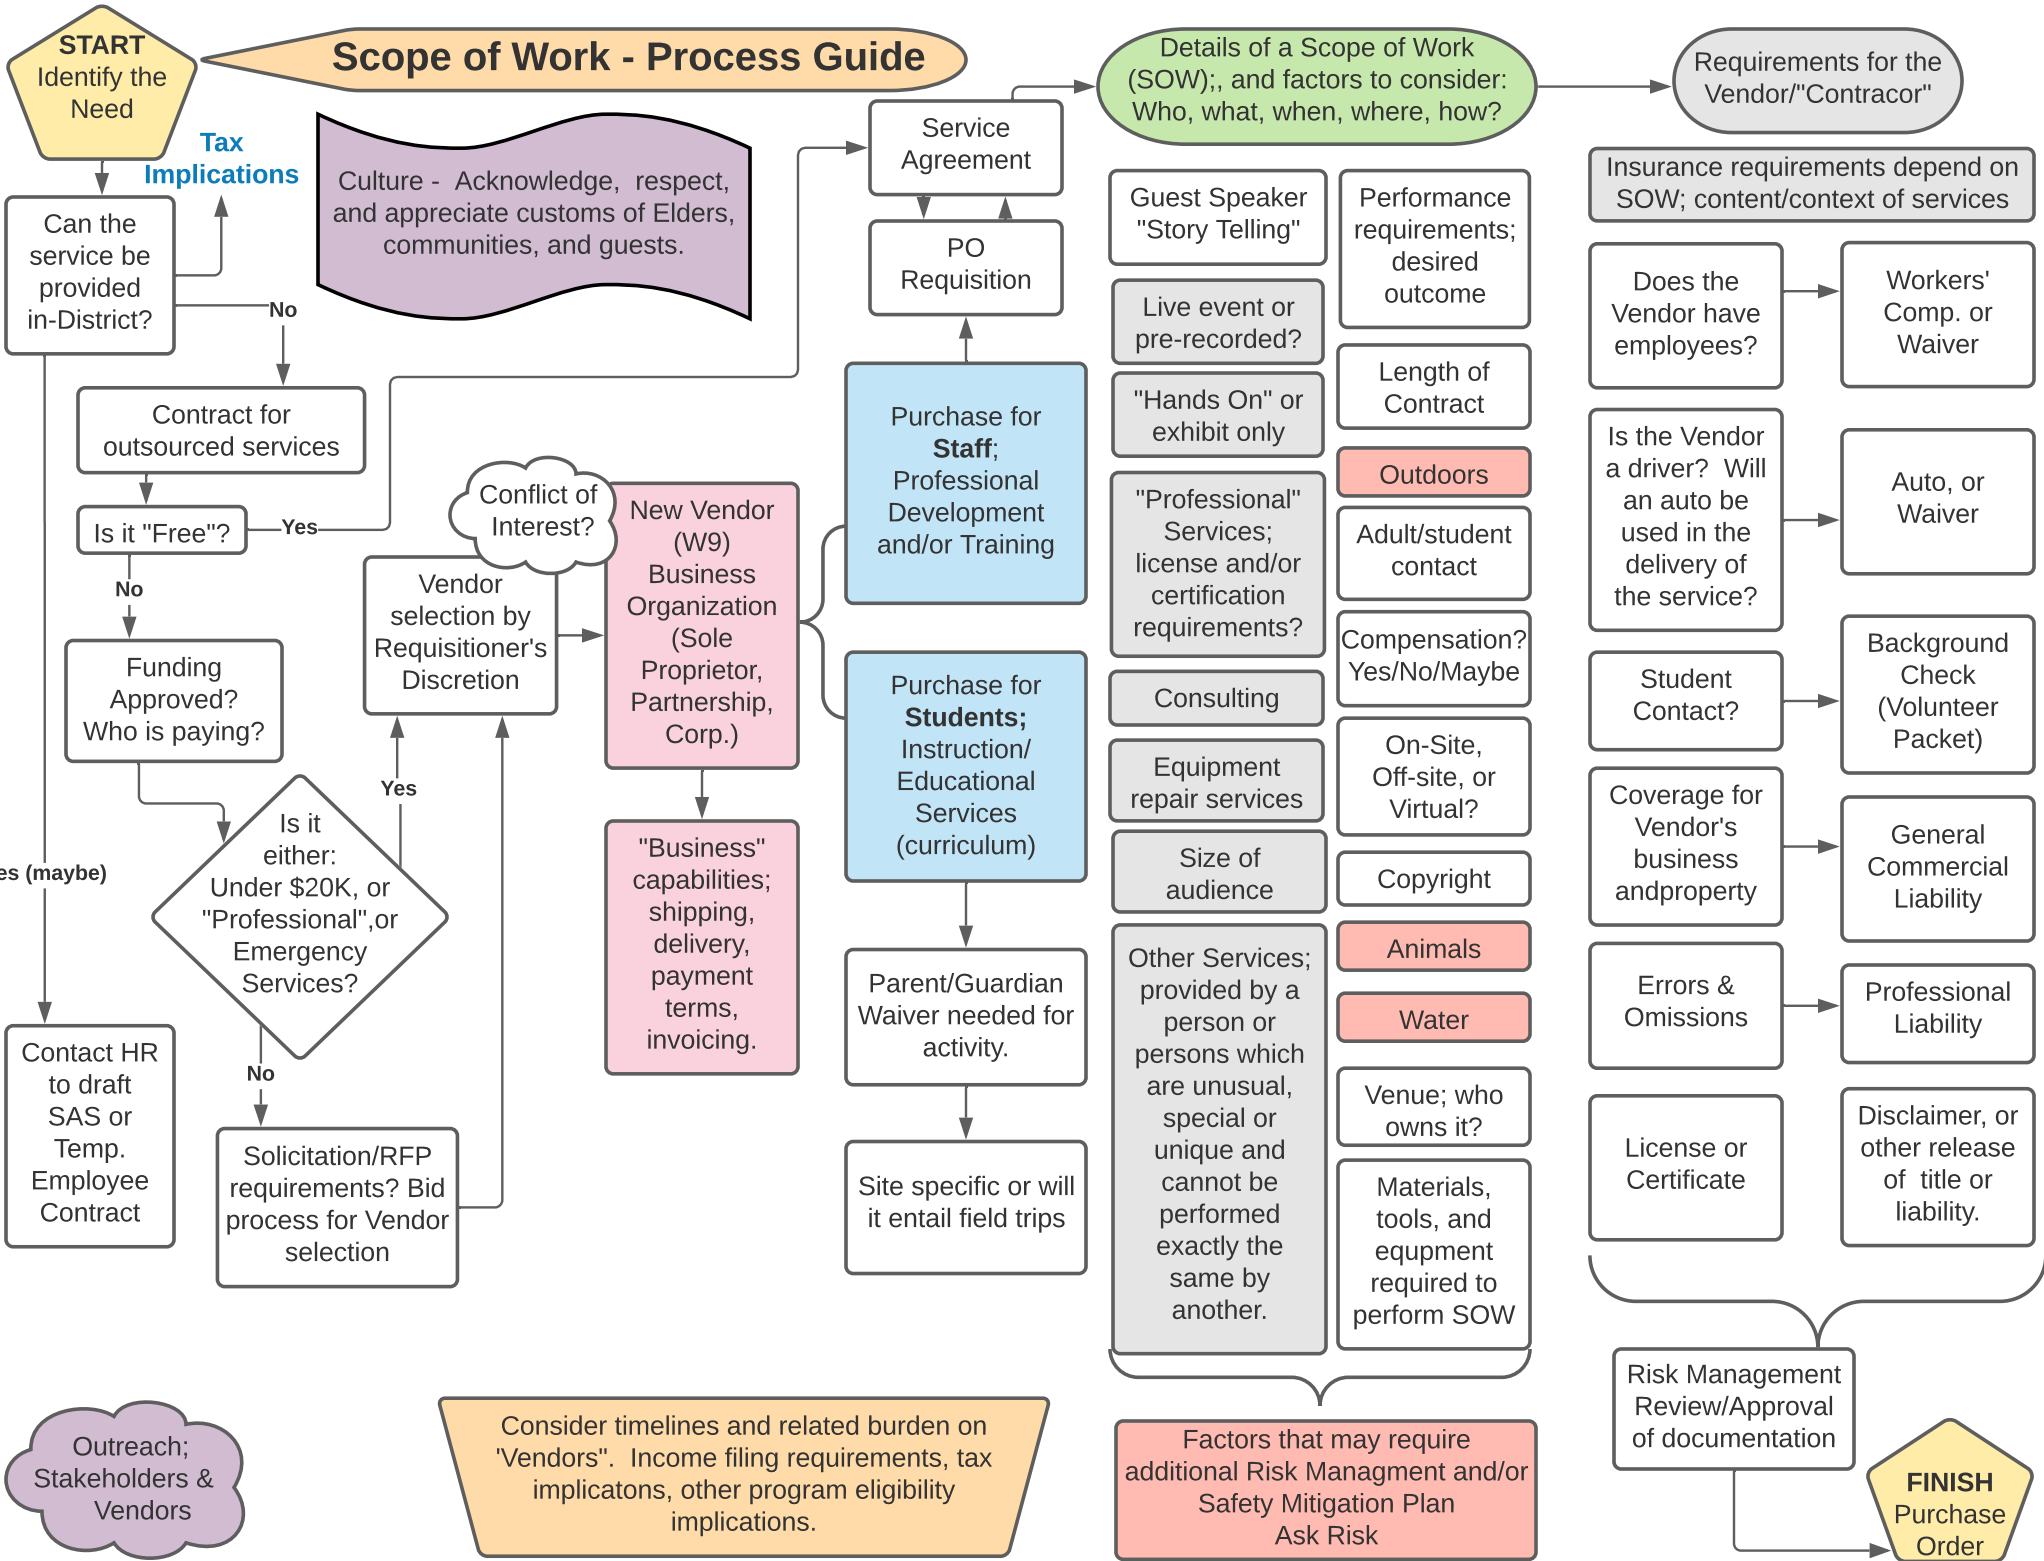 START
Identify the
Need
Scope of Work - Process Guide
Tax
Implications
Culture -  Acknowledge,  respect,
and appreciate customs of Elders,
communities, and guests.
Can the
service be
provided
in-District?
No
Contract for
outsourced services
Is it "Free"?
Yes
No
Funding
Approved?
Who is paying?
es (maybe)
Is it
either:
Under $20K, or
"Professional",or
Emergency
Services?
Yes
No
Contact HR
to draft
SAS or
Temp.
Employee
Contract
Solicitation/RFP
requirements? Bid
process for Vendor
selection
Conflict of
Interest?
Vendor
selection by
Requisitioner's
Discretion
New Vendor
(W9)
Business
Organization
(Sole
Proprietor,
Partnership,
Corp.)
"Business"
capabilities;
shipping,
delivery,
payment
terms,
invoicing.
Service
Agreement
PO
Requisition
Purchase for
Staff;
Professional
Development
and/or Training
Purchase for
Students;
Instruction/
Educational
Services
(curriculum)
Parent/Guardian
Waiver needed for
activity.
Site specific or will
it entail field trips
Details of a Scope of Work
(SOW);, and factors to consider:
Who, what, when, where, how?
Guest Speaker
"Story Telling"
Live event or
pre-recorded?
"Hands On" or
exhibit only
"Professional"
Services;
license and/or
certification
requirements?
Consulting
Equipment
repair services
Size of
audience
Other Services;
provided by a
person or
persons which
are unusual,
special or
unique and
cannot be
performed
exactly the
same by
another.
Performance
requirements;
desired
outcome
Length of
Contract
Outdoors
Adult/student
contact
Compensation?
Yes/No/Maybe
On-Site,
Off-site, or
Virtual?
Copyright
Animals
Water
Venue; who
owns it?
Materials,
tools, and
equpment
required to
perform SOW
Factors that may require
additional Risk Managment and/or
Safety Mitigation Plan
Ask Risk
Requirements for the
Vendor/"Contracor"
Insurance requirements depend on
SOW; content/context of services
Does the
Vendor have
employees?
Workers'
Comp. or
Waiver
Is the Vendor
a driver?  Will
an auto be
used in the
delivery of
the service?
Auto, or
Waiver
Student
Contact?
Background
Check
(Volunteer
Packet)
Coverage for
Vendor's
business
andproperty
General
Commercial
Liability
Errors &
Omissions
Professional
Liability
License or
Certificate
Disclaimer, or
other release
of  title or
liability.
Risk Management
Review/Approval
of documentation
FINISH
Purchase
Order
Outreach;
Stakeholders &
Vendors
Consider timelines and related burden on
'Vendors".  Income filing requirements, tax
implicatons, other program eligibility
implications.